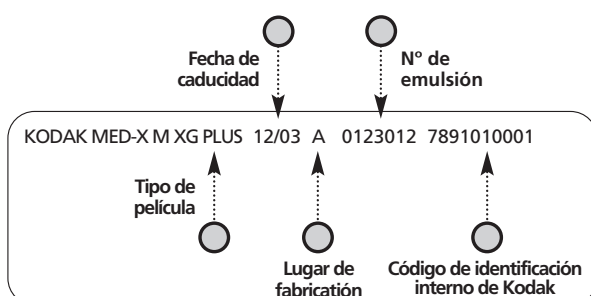 Fecha de
caducidad
Nº de
emulsión
KODAK MED-X M XG PLUS 12/03 A 0123012 7891010001
Tipo de
película
Lugar de
fabricatión
Código de identificación
interno de Kodak